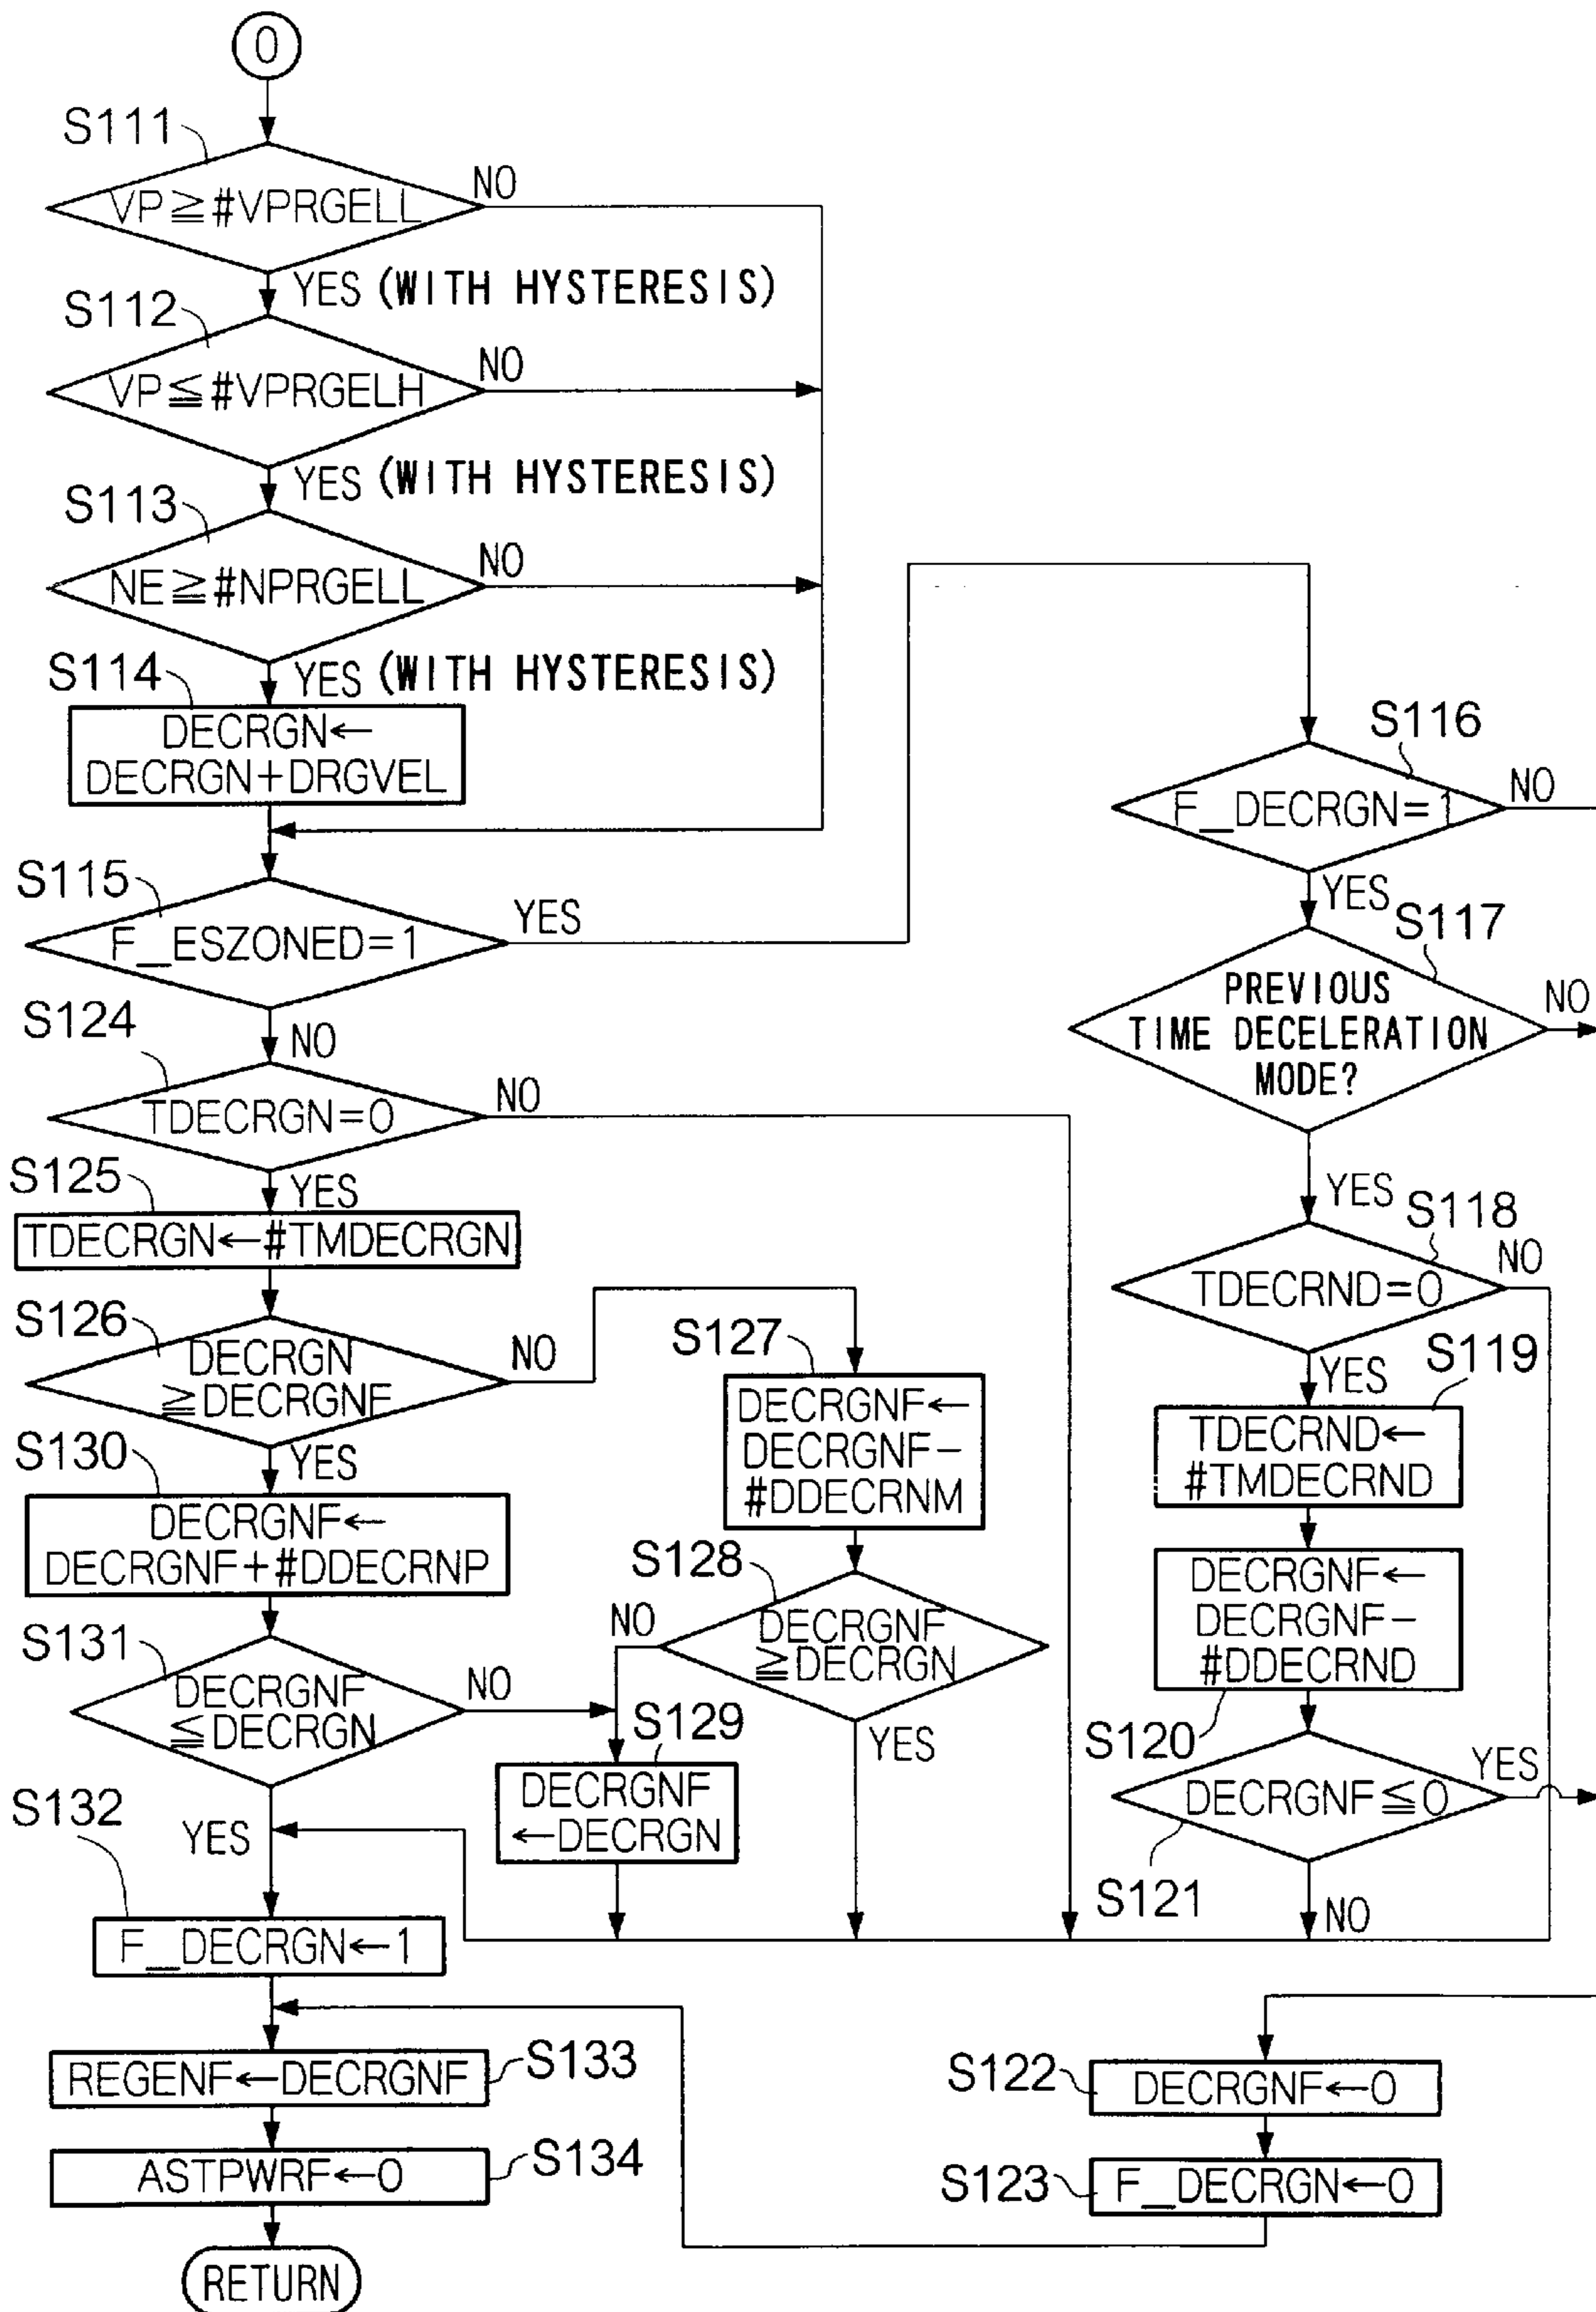 0
S111
VP≧#VPRGELL
NO
YES (WITH HYSTERESIS)
S112
VP≦#VPRGELH
NO
YES (WITH HYSTERESIS)
S113
NE≧#NPRGELL
NO
YES (WITH HYSTERESIS)
S114
DECRGN←
DECRGN+DRGVEL
S115
F_ESZONED=1
YES
NO
S116
F_DECRGN=1
NO
YES
S117
PREVIOUS
TIME DECELERATION
MODE?
NO
YES
S118
TDECRND=0
NO
YES
S119
TDECRND←
#TMDECRND
DECRGNF←
DECRGNF-
#DDECRND
S120
DECRGNF≦0
YES
S121
NO
S124
TDECRGN=0
NO
YES
S125
TDECRGN←#TMDECRGN
S126
DECRGN
≧DECRGNF
NO
YES
S127
DECRGNF←
DECRGNF-
#DDECRNM
S128
DECRGNF
≧DECRGN
NO
YES
S129
DECRGNF
←DECRGN
S130
DECRGNF←
DECRGNF+#DDECRNP
S131
DECRGNF
≦DECRGN
NO
YES
S132
F_DECRGN←1
S122
DECRGNF←0
S123
F_DECRGN←0
REGENF←DECRGNF
S133
ASTPWRF←0
S134
RETURN